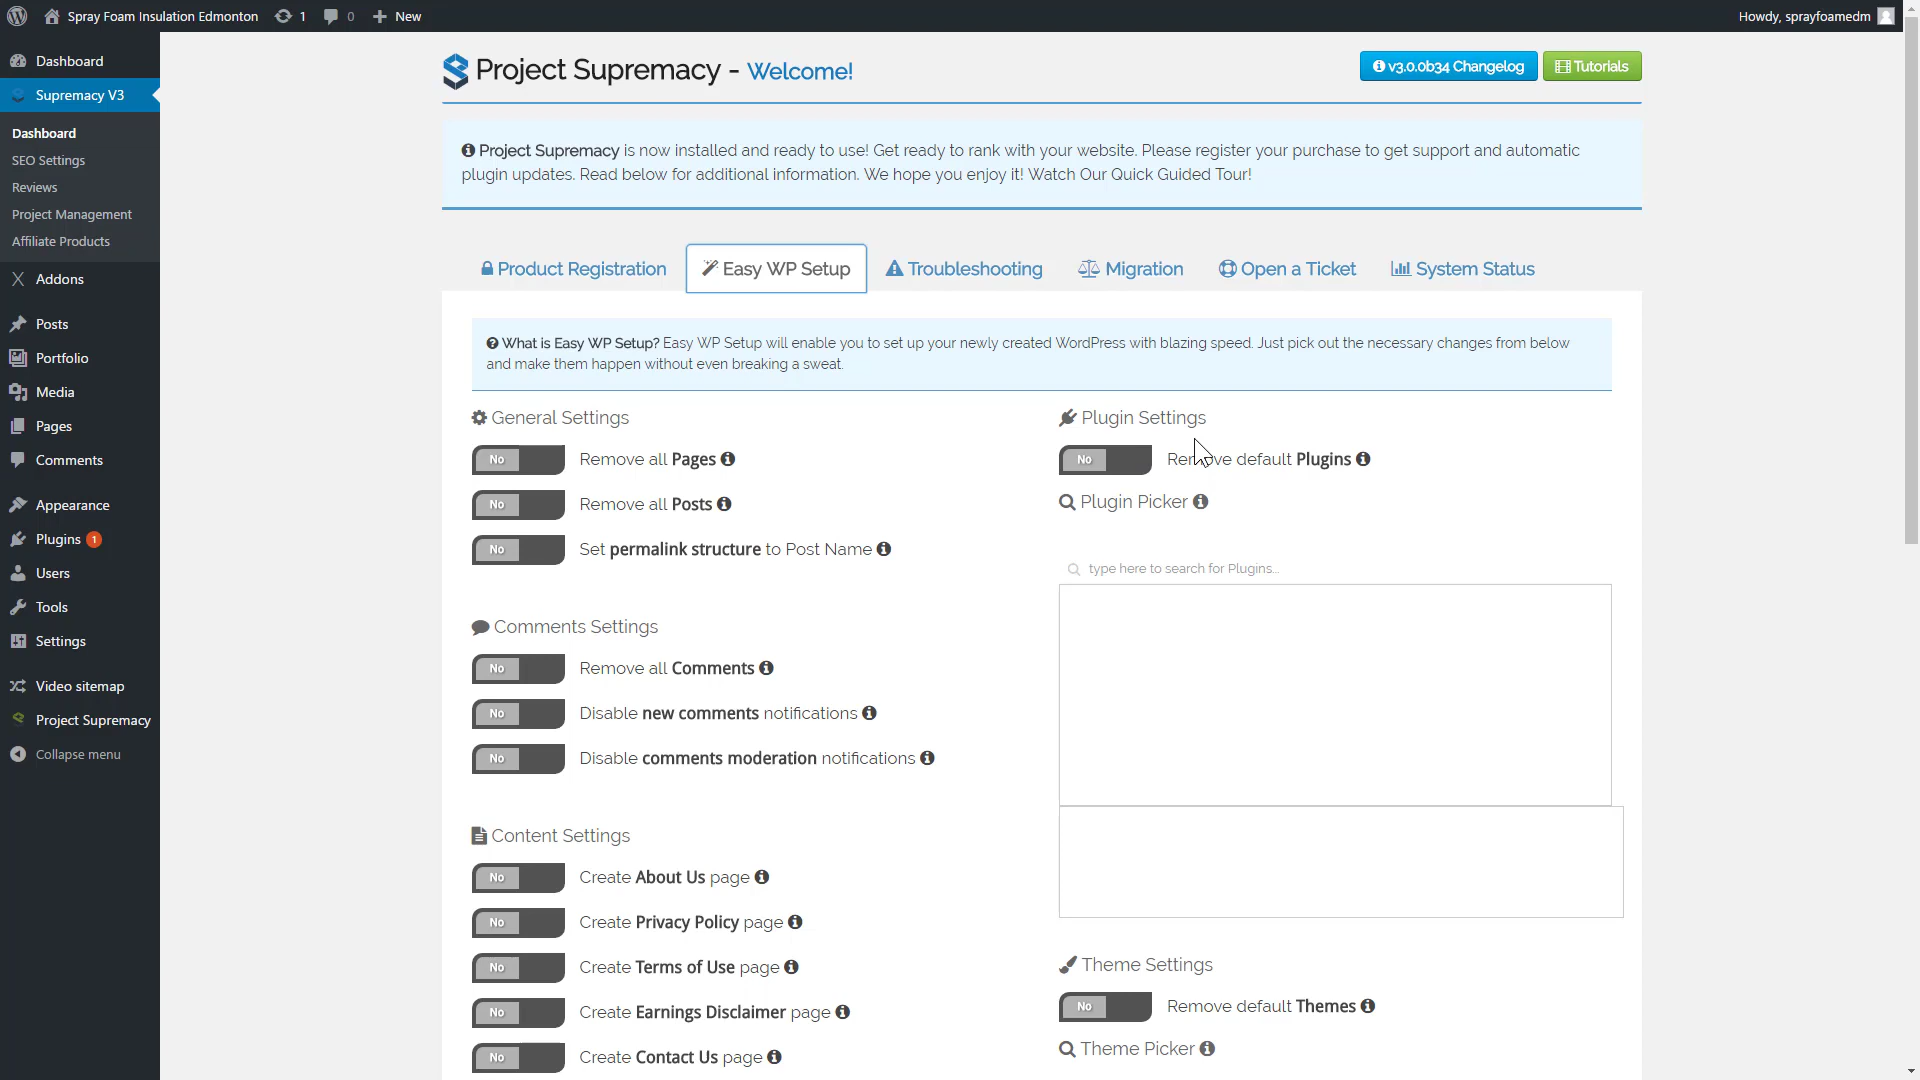 Spray Foam Insulation Edmonton
1
0
New
Howdy, sprayfoamedm
Dashboard
Supremacy V3
Dashboard
SEO Settings
Reviews
Project Management
Affiliate Products
Addons
Posts
Portfolio
Media
Pages
Comments
Appearance
Plugins 1
Users
Tools
Settings
Video sitemap
Project Supremacy
Collapse menu
Project Supremacy - Welcome!
v3.0.0b34 Changelog
Tutorials
Project Supremacy is now installed and ready to use! Get ready to rank with your website. Please register your purchase to get support and automatic
plugin updates. Read below for additional information. We hope you enjoy it! Watch Our Quick Guided Tour!
Product Registration
Easy WP Setup
Troubleshooting
Migration
Open a Ticket
System Status
What is Easy WP Setup? Easy WP Setup will enable you to set up your newly created WordPress with blazing speed. Just pick out the necessary changes from below
and make them happen without even breaking a sweat.
General Settings
No Remove all Pages
No Remove all Posts
No Set permalink structure to Post Name
Comments Settings
No Remove all Comments
No Disable new comments notifications
No Disable comments moderation notifications
Content Settings
No Create About Us page
No Create Privacy Policy page
No Create Terms of Use page
No Create Earnings Disclaimer page
No Create Contact Us page
Plugin Settings
No Remove default Plugins
Plugin Picker
type here to search for Plugins...
Theme Settings
No Remove default Themes
Theme Picker